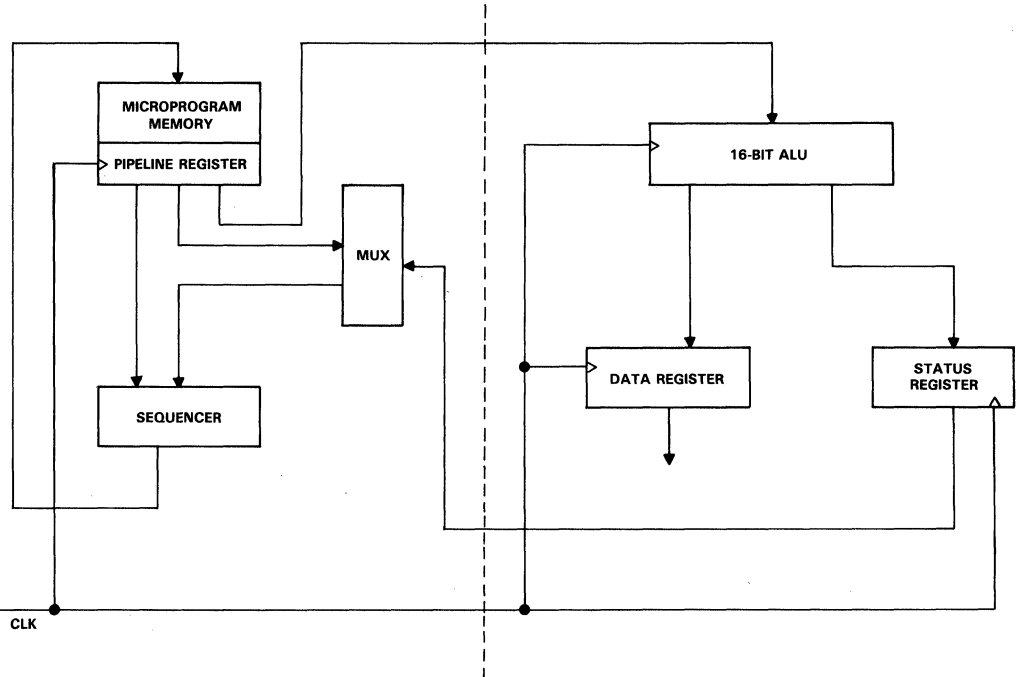 MICROPROGRAM
MEMORY
PIPELINE REGISTER
16-BIT ALU
MUX
DATA REGISTER
STATUS
REGISTER
SEQUENCER
CLK